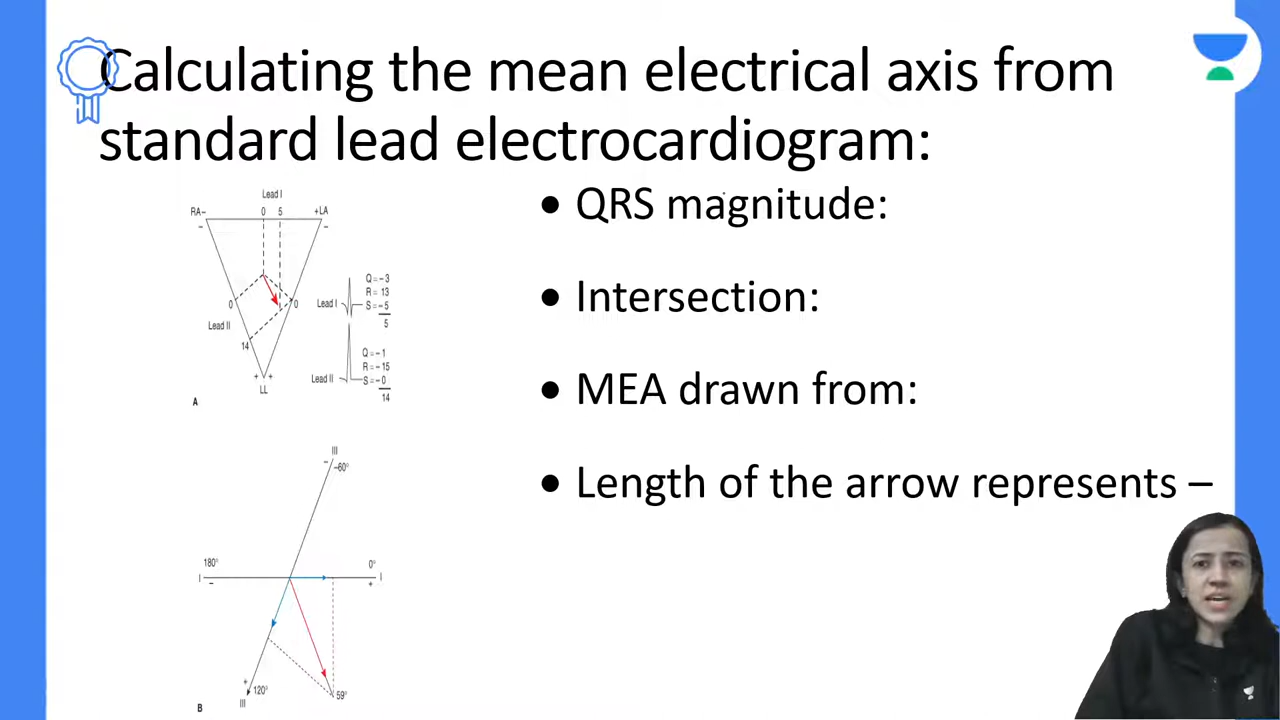 Calculating the mean electrical axis from
standard lead electrocardiogram:
• QRS magnitude:
• Intersection:
• MEA drawn from:
• Length of the arrow represents –
Lead I
RA– 0 5 +LA
– –
0 0
Lead II
14
+ +
LL
A
Q = – 3
R = 13
Lead I S = – 5
5
Q = – 1
R = – 15
Lead II S = – 0
14
III
– –60°
180° 0°
I – + I
+ 120° 59°
III
B